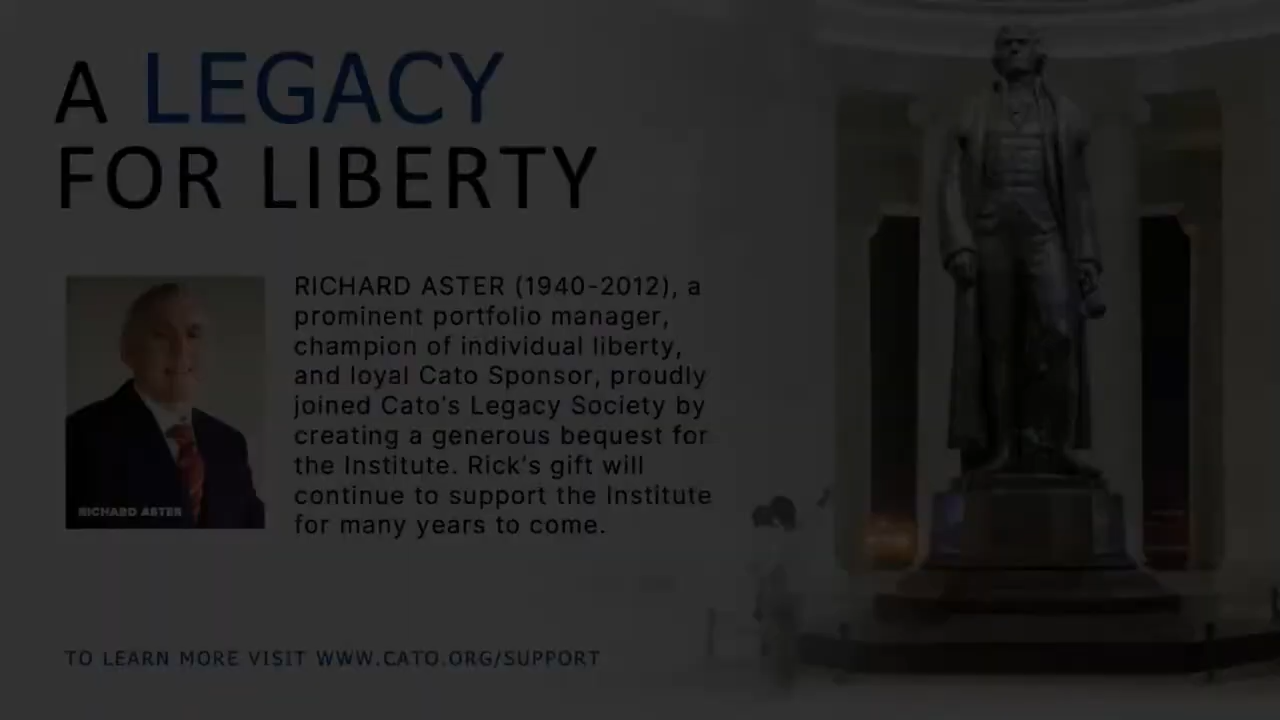 A LEGACY
FOR LIBERTY
RICHARD ASTER (1940-2012), a
prominent portfolio manager,
champion of individual liberty,
and loyal Cato Sponsor, proudly
joined Cato's Legacy Society by
creating a generous bequest for
the Institute. Rick's gift will
continue to support the Institute
for many years to come.
RICHARD ASTER
TO LEARN MORE VISIT WWW.CATO.ORG/SUPPORT